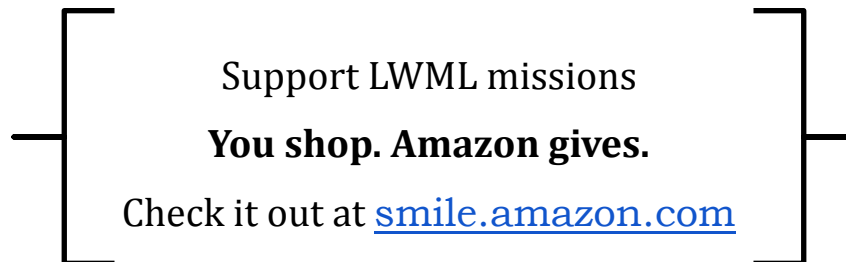 Support LWML missions
You shop. Amazon gives.
Check it out at smile.amazon.com